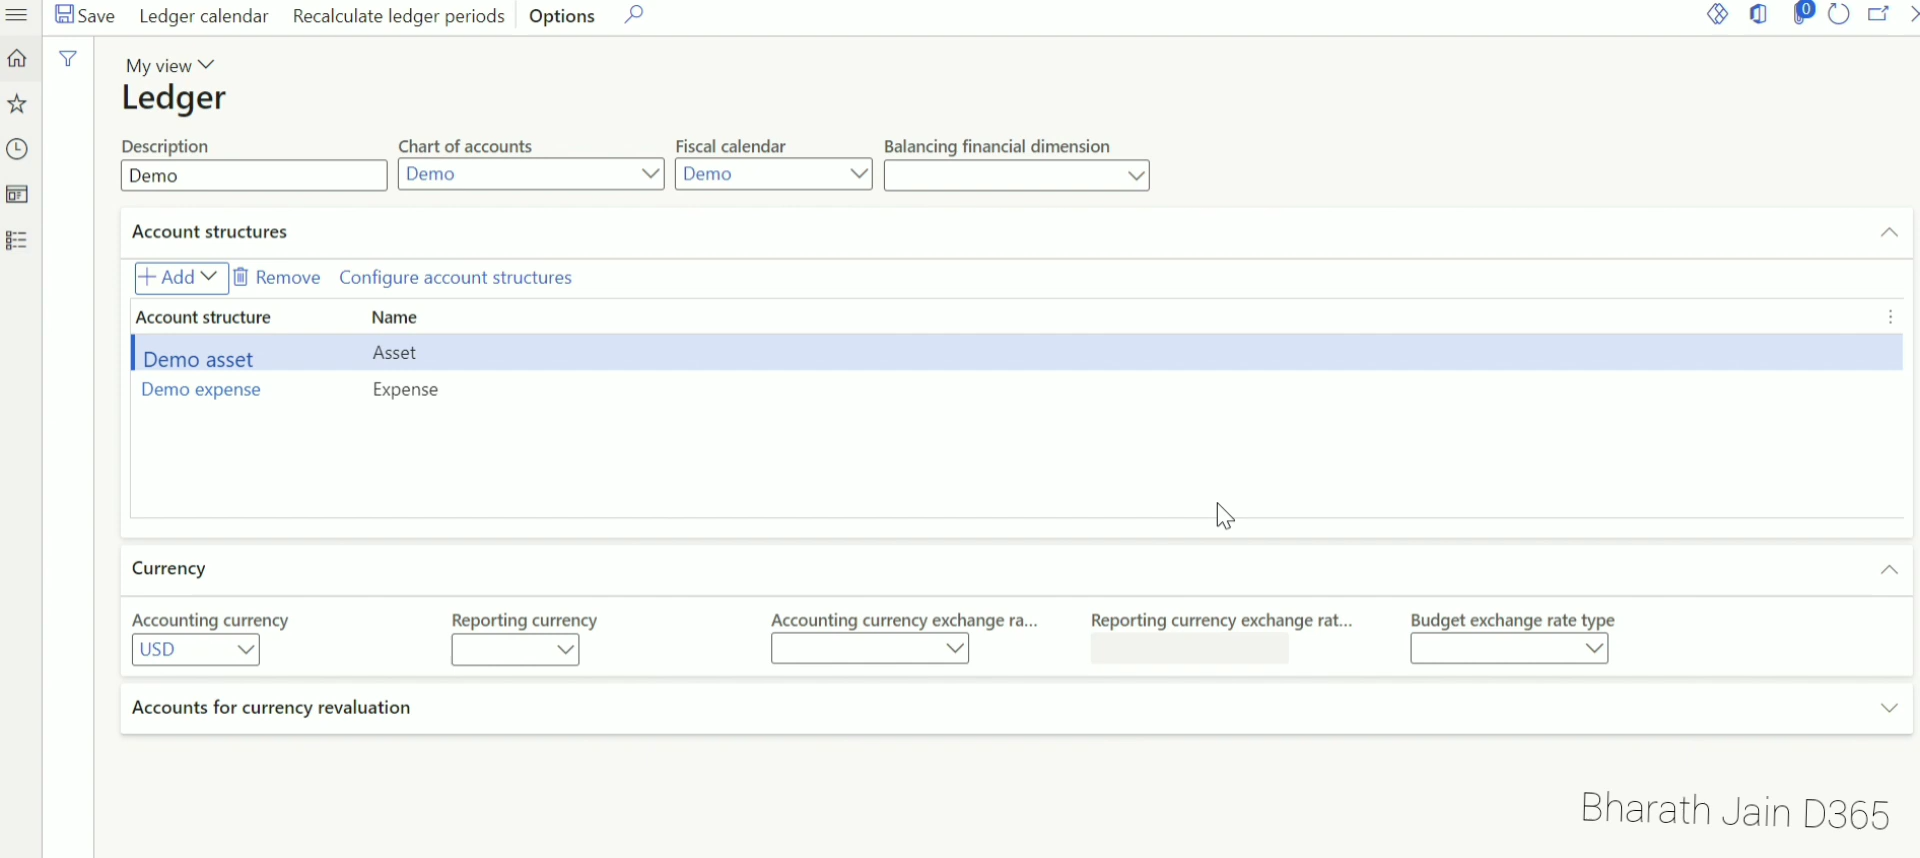 Save Ledger calendar Recalculate ledger periods Options 0
My view
Ledger
Description Chart of accounts Fiscal calendar Balancing financial dimension
Demo Demo Demo
Account structures
Add Remove Configure account structures
Account structure Name
Demo asset Asset
Demo expense Expense
Currency
Accounting currency Reporting currency Accounting currency exchange ra... Reporting currency exchange rat... Budget exchange rate type
USD
Accounts for currency revaluation
Bharath Jain D365